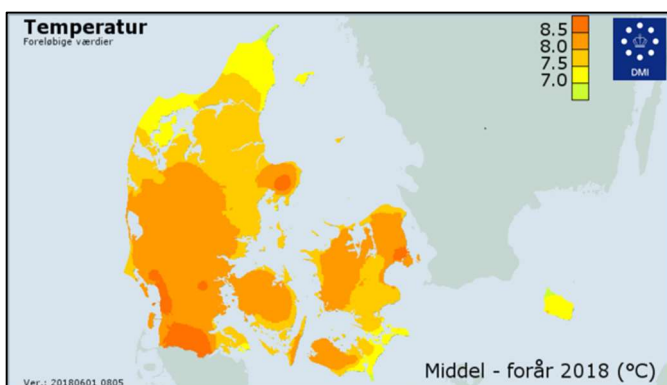 Temperatur
Foreløbige værdier
8.5
8.0
7.5
7.0
DMI
Middel - forår 2018 (°C)
Ver.: 20180601 0805